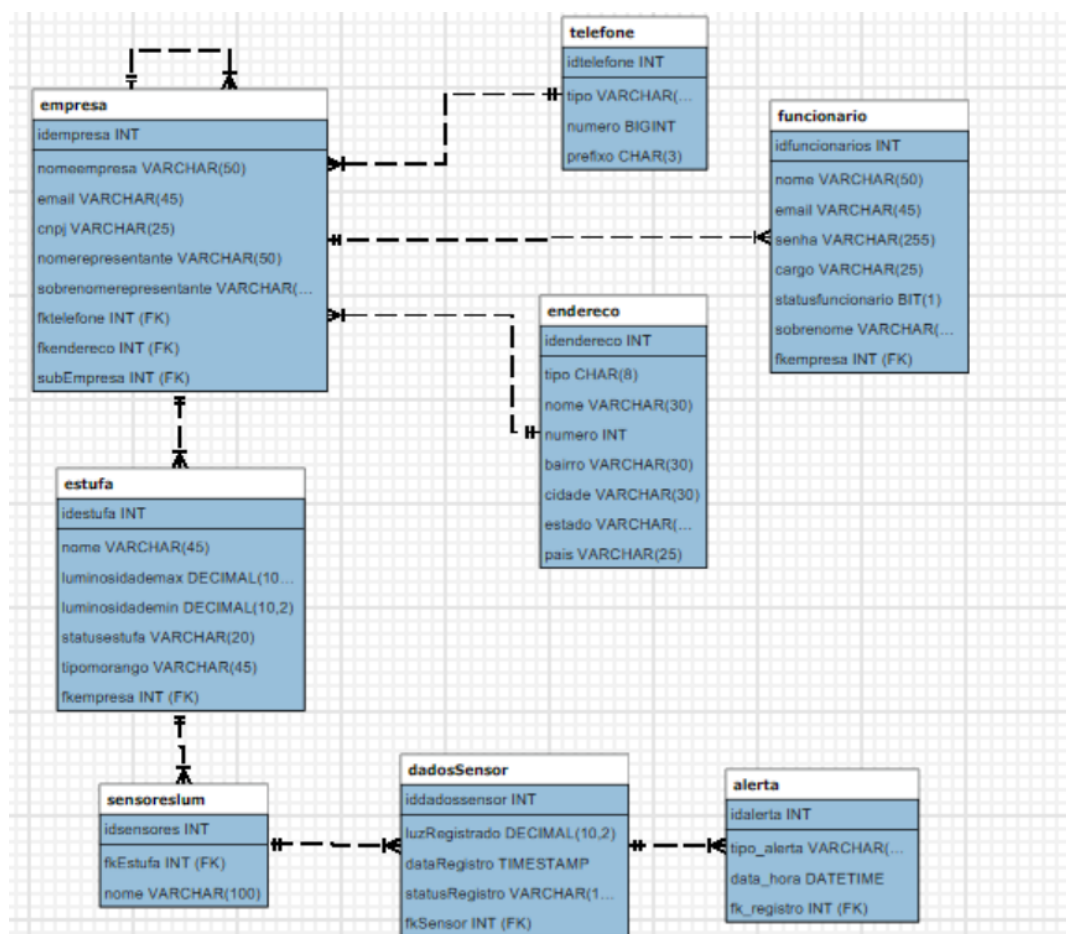 telefone
idtelefone INT
tipo VARCHAR(...
numero BIGINT
prefixo CHAR(3)
empresa
idempresa INT
nomeempresa VARCHAR(50)
email VARCHAR(45)
cnpj VARCHAR(25)
nomerepresentante VARCHAR(50)
sobrenomerepresentante VARCHAR(...
fktelefone INT (FK)
fkendereco INT (FK)
subEmpresa INT (FK)
funcionario
idfuncionarios INT
nome VARCHAR(50)
email VARCHAR(45)
senha VARCHAR(255)
cargo VARCHAR(25)
statusfuncionario BIT(1)
sobrenome VARCHAR(...
fkempresa INT (FK)
endereco
idendereco INT
tipo CHAR(8)
nome VARCHAR(30)
numero INT
bairro VARCHAR(30)
cidade VARCHAR(30)
estado VARCHAR(...
pais VARCHAR(25)
estufa
idestufa INT
nome VARCHAR(45)
luminosidademax DECIMAL(10...
luminosidademin DECIMAL(10,2)
statusestufa VARCHAR(20)
tipomorango VARCHAR(45)
fkempresa INT (FK)
sensoreslum
idsensores INT
fkEstufa INT (FK)
nome VARCHAR(100)
dadosSensor
iddadossensor INT
luzRegistrado DECIMAL(10,2)
dataRegistro TIMESTAMP
statusRegistro VARCHAR(1...
fkSensor INT (FK)
alerta
idalerta INT
tipo_alerta VARCHAR(...
data_hora DATETIME
fk_registro INT (FK)